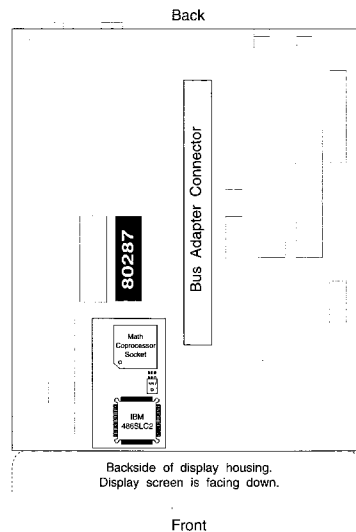 Back
Bus Adapter Connector
80287
Math
Coprocessor
Socket
IBM
486SLC2
Backside of display housing.
Display screen is facing down.
Front